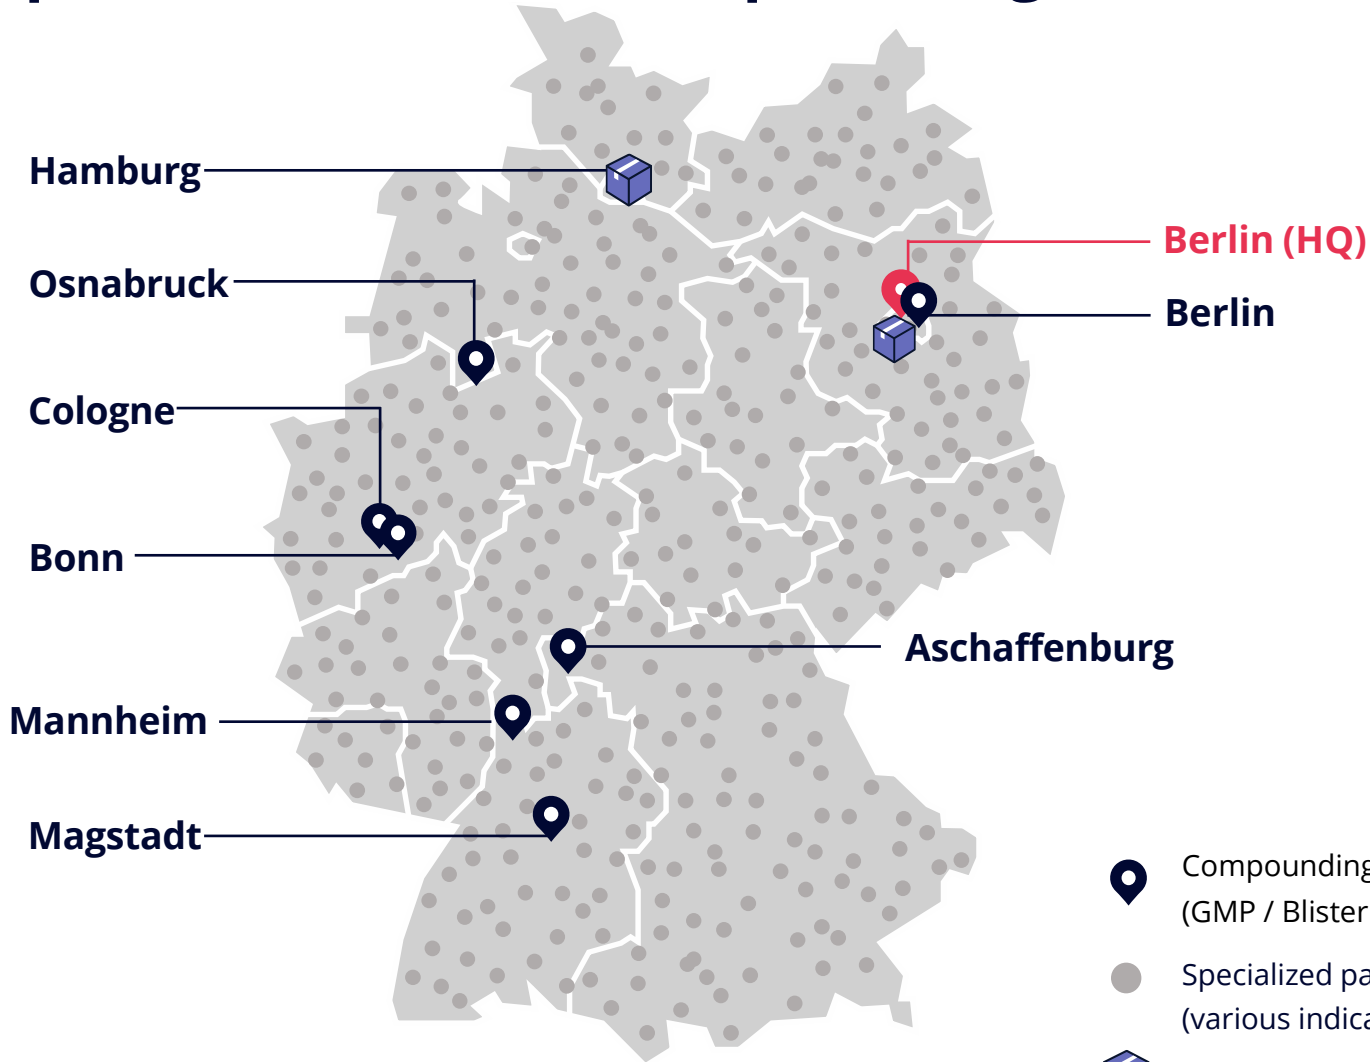 Hamburg
Berlin (HQ)
Osnabruck
Berlin
Cologne
Bonn
Aschaffenburg
Mannheim
Magstadt
Compounding
(GMP / Blister
Specialized pa
(various indica